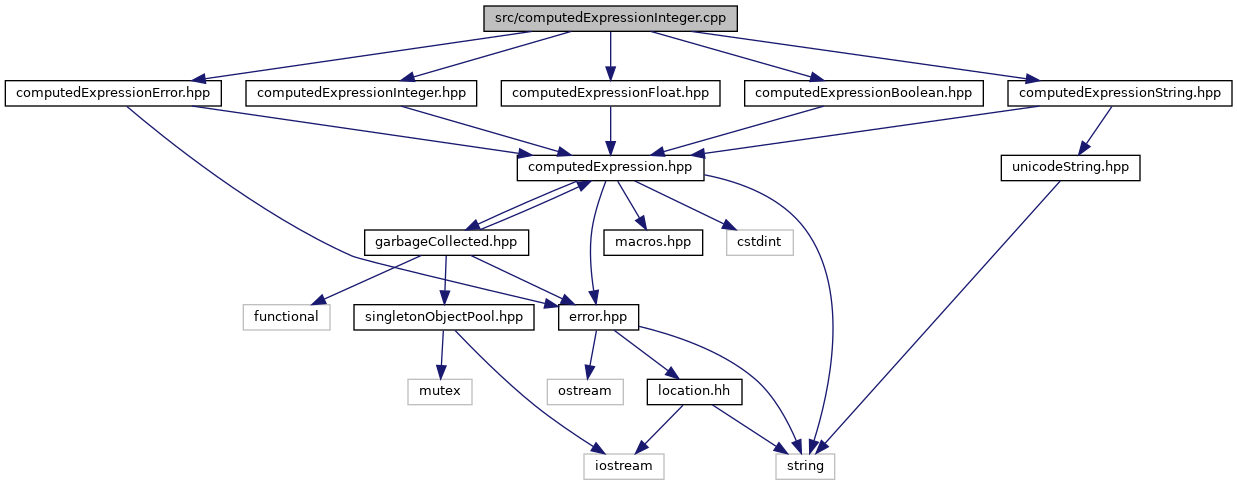 src/computedExpressionInteger.cpp
computedExpressionError.hpp
computedExpressionInteger.hpp
computedExpressionFloat.hpp
computedExpressionBoolean.hpp
computedExpressionString.hpp
computedExpression.hpp
unicodeString.hpp
garbageCollected.hpp
macros.hpp
cstdint
functional
singletonObjectPool.hpp
error.hpp
mutex
ostream
location.hh
iostream
string